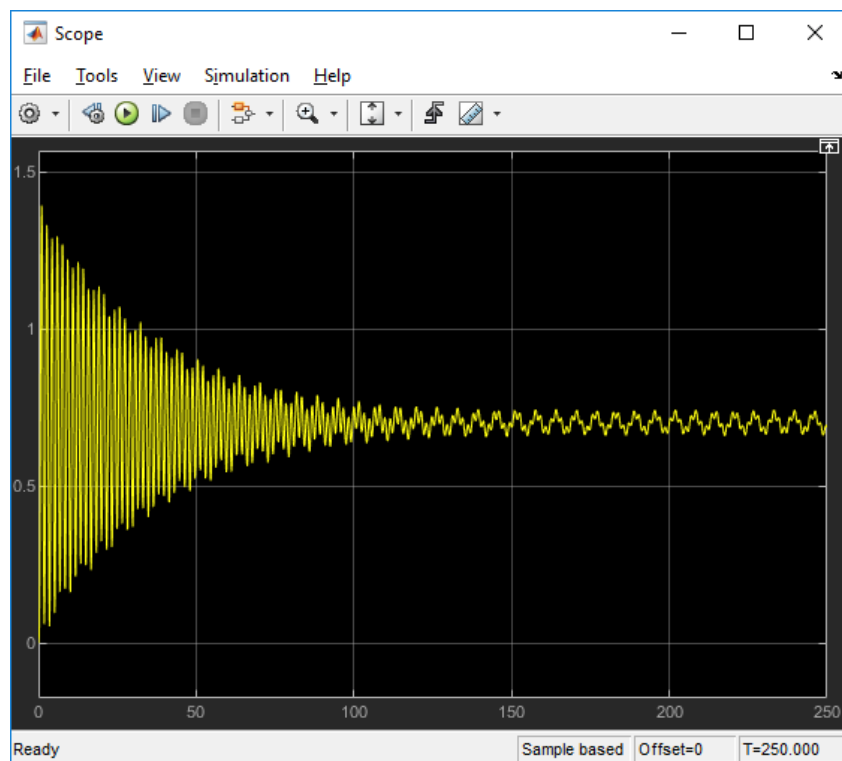 Scope
File Tools View Simulation Help
1.5
1
0.5
0
0 50 100 150 200 250
Ready Sample based Offset=0 T=250.000